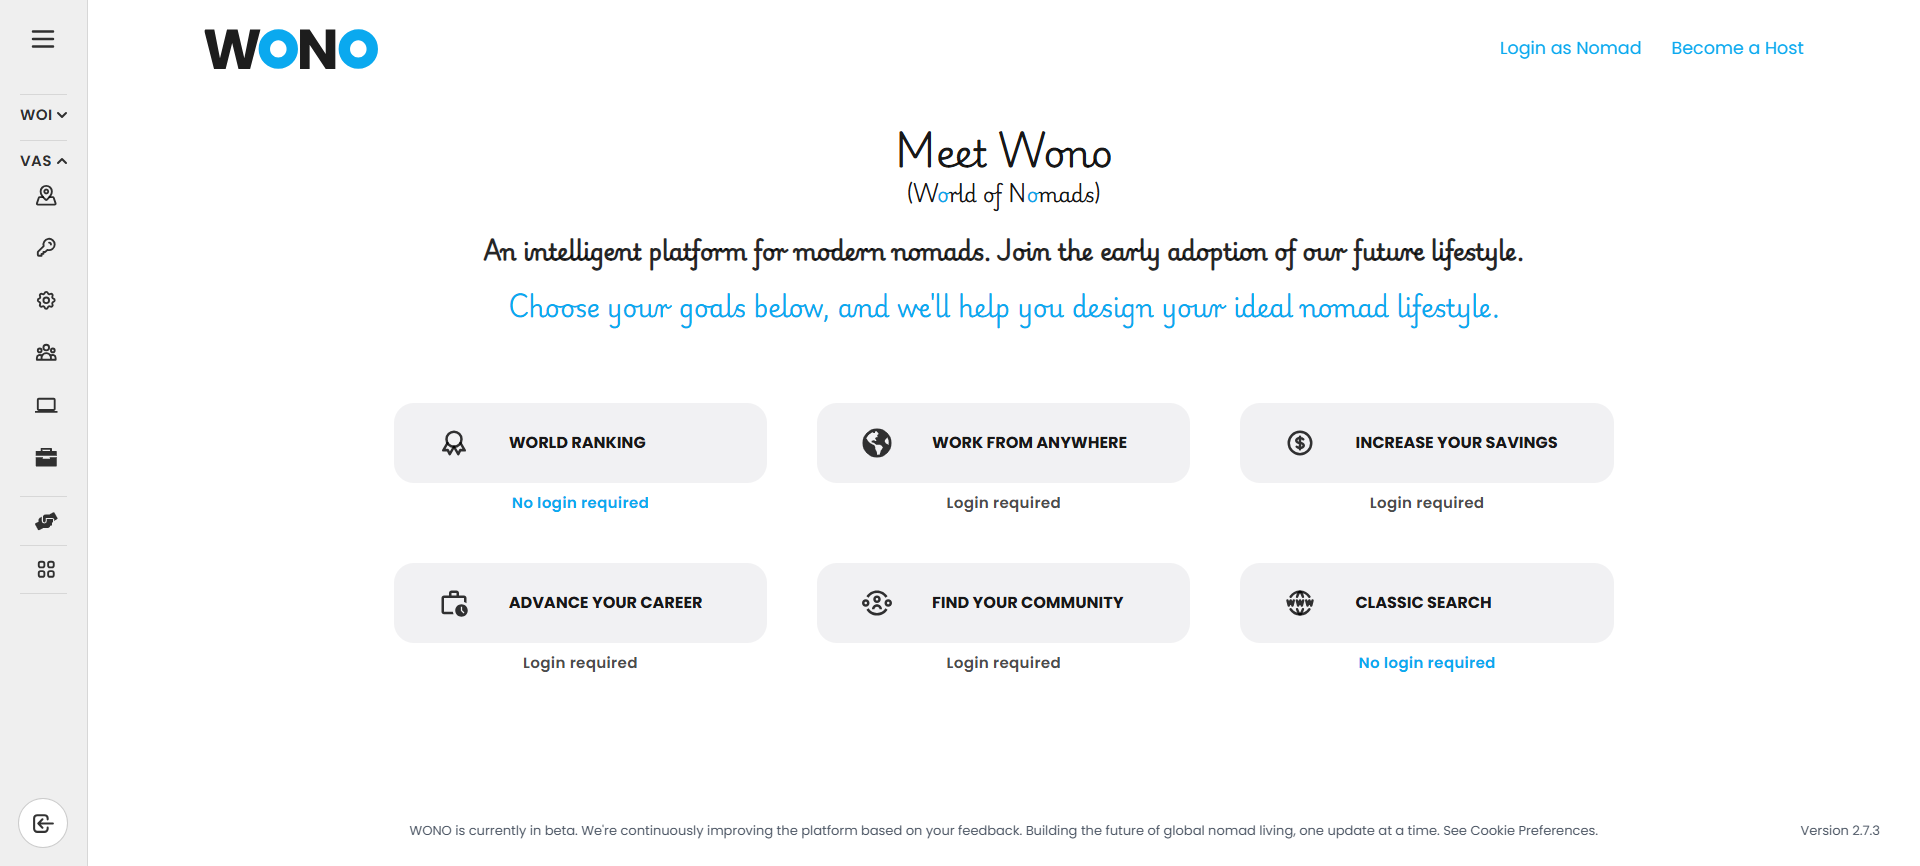 WONO
Login as Nomad
Become a Host
WOI
VAS
Meet Wono
(World of Nomads)
An intelligent platform for modern nomads. Join the early adoption of our future lifestyle.
Choose your goals below, and we'll help you design your ideal nomad lifestyle.
WORLD RANKING
WORK FROM ANYWHERE
INCREASE YOUR SAVINGS
No login required
Login required
Login required
ADVANCE YOUR CAREER
FIND YOUR COMMUNITY
WWW
CLASSIC SEARCH
Login required
Login required
No login required
WONO is currently in beta. We're continuously improving the platform based on your feedback. Building the future of global nomad living, one update at a time. See Cookie Preferences.
Version 2.7.3